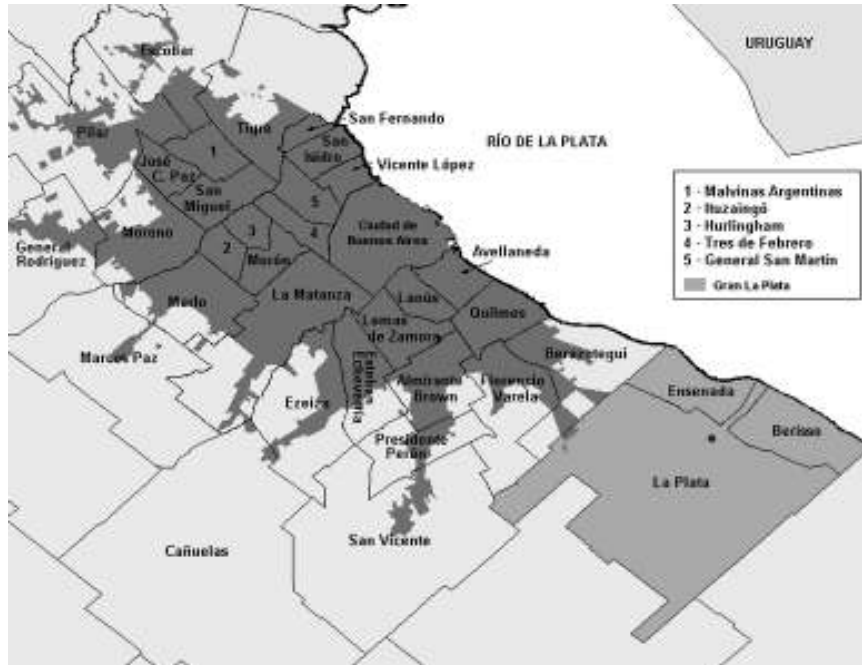 Escobar
URUGUAY
Pilar
Tigre
San Fernando
San
Isidro
RÍO DE LA PLATA
1
José
C. Paz
Vicente López
San
Miguel
5
1 - Malvinas Argentinas
2 - Ituzaingó
3 - Hurlingham
4 - Tres de Febrero
5 - General San Martín
Gran La Plata
Moreno
3
4
Ciudad de
Buenos Aires
2
General
Rodríguez
Morón
Avellaneda
Merlo
La Matanza
Lanús
Quilmes
Lomas
de Zamora
Marcos Paz
Berazategui
Esteban
Echeverría
Almirante
Brown
Florencio
Varela
Ensenada
Ezeiza
Berisso
Presidente
Perón
La Plata
San Vicente
Cañuelas